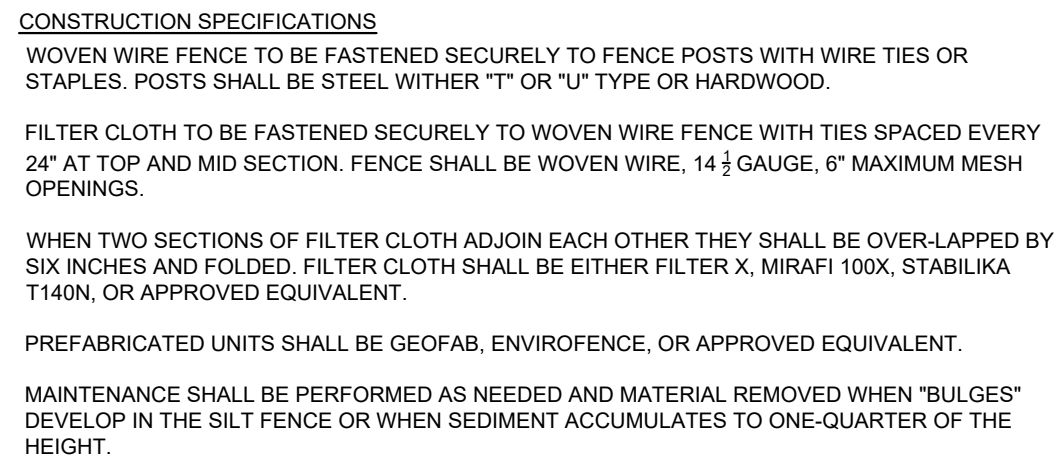 CONSTRUCTION SPECIFICATIONS
WOVEN WIRE FENCE TO BE FASTENED SECURELY TO FENCE POSTS WITH WIRE TIES OR
STAPLES. POSTS SHALL BE STEEL WITHER "T" OR "U" TYPE OR HARDWOOD.
FILTER CLOTH TO BE FASTENED SECURELY TO WOVEN WIRE FENCE WITH TIES SPACED EVERY
24" AT TOP AND MID SECTION. FENCE SHALL BE WOVEN WIRE, 14 ½ GAUGE, 6" MAXIMUM MESH
OPENINGS.
WHEN TWO SECTIONS OF FILTER CLOTH ADJOIN EACH OTHER THEY SHALL BE OVER-LAPPED BY
SIX INCHES AND FOLDED. FILTER CLOTH SHALL BE EITHER FILTER X, MIRAFI 100X, STABILIKA
T140N, OR APPROVED EQUIVALENT.
PREFABRICATED UNITS SHALL BE GEOFAB, ENVIROFENCE, OR APPROVED EQUIVALENT.
MAINTENANCE SHALL BE PERFORMED AS NEEDED AND MATERIAL REMOVED WHEN "BULGES"
DEVELOP IN THE SILT FENCE OR WHEN SEDIMENT ACCUMULATES TO ONE-QUARTER OF THE
HEIGHT.